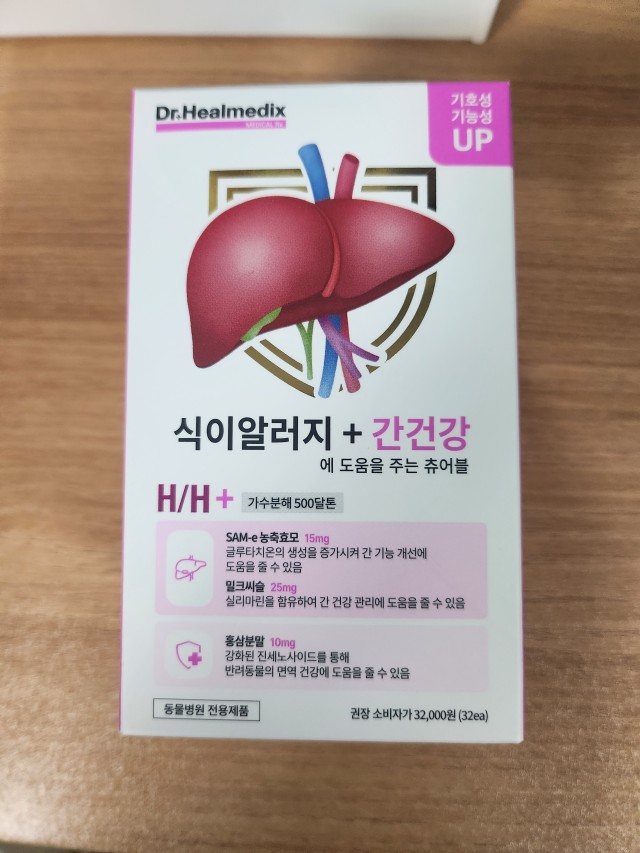 Dr.Healmedix
MEDICAL Rx
기호성
기능성
UP
식이알러지 + 간건강
에 도움을 주는 츄어블
H/H+ 가수분해 500달톤
SAM-e 농축효모 15mg
글루타치온의 생성을 증가시켜 간 기능 개선에
도움을 줄 수 있음
밀크씨슬 25mg
실리마린을 함유하여 간 건강 관리에 도움을 줄 수 있음
홍삼분말 10mg
강화된 진세노사이드를 통해
반려동물의 면역 건강에 도움을 줄 수 있음
동물병원 전용제품
권장 소비자가 32,000원 (32ea)